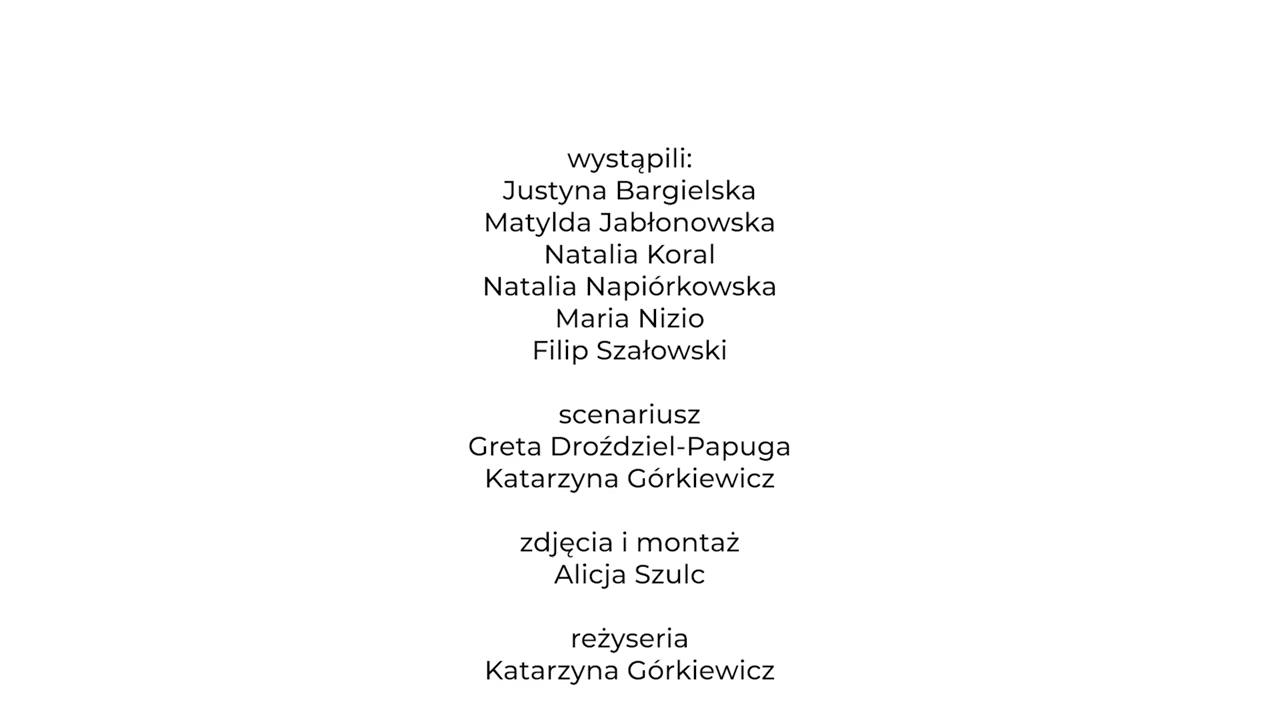 wystąpili:
Justyna Bargielska
Matylda Jabłonowska
Natalia Koral
Natalia Napiórkowska
Maria Nizio
Filip Szałowski
scenariusz
Greta Droździel-Papuga
Katarzyna Górkiewicz
zdjęcia i montaż
Alicja Szulc
reżyseria
Katarzyna Górkiewicz